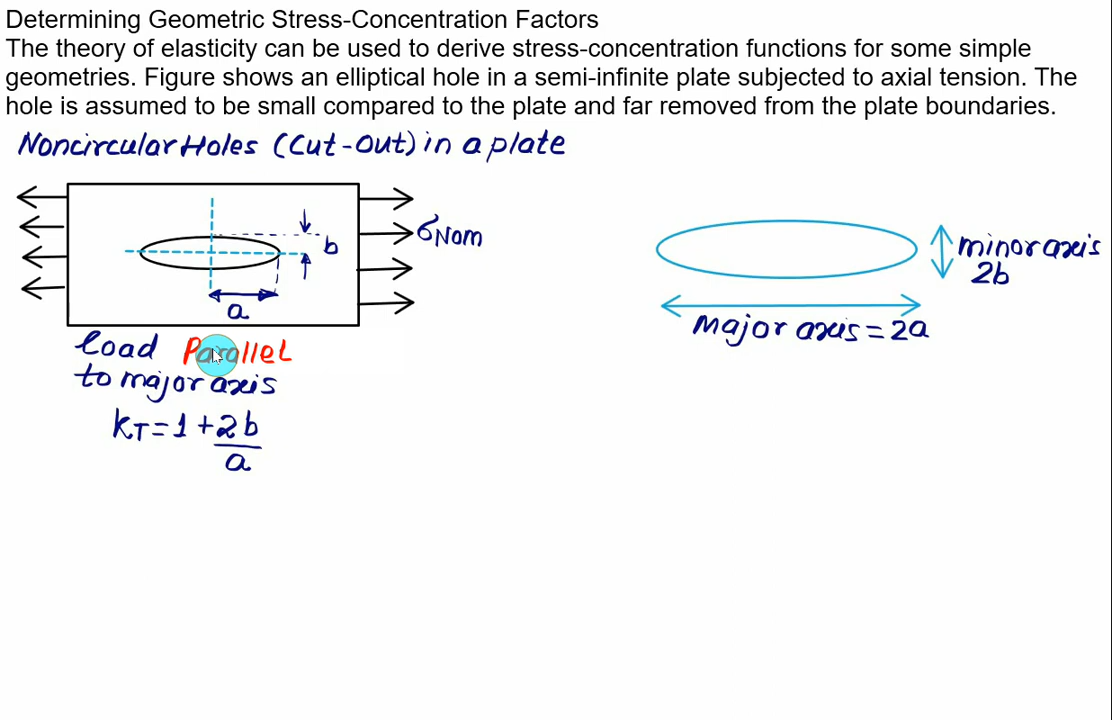 Determining Geometric Stress-Concentration Factors
The theory of elasticity can be used to derive stress-concentration functions for some simple
geometries. Figure shows an elliptical hole in a semi-infinite plate subjected to axial tension. The
hole is assumed to be small compared to the plate and far removed from the plate boundaries.
Noncircular Holes (Cut-out) in a plate
σNom
b
a
minor axis
2b
Major axis = 2a
load Parallel
to major axis
KT = 1 + 2b
a